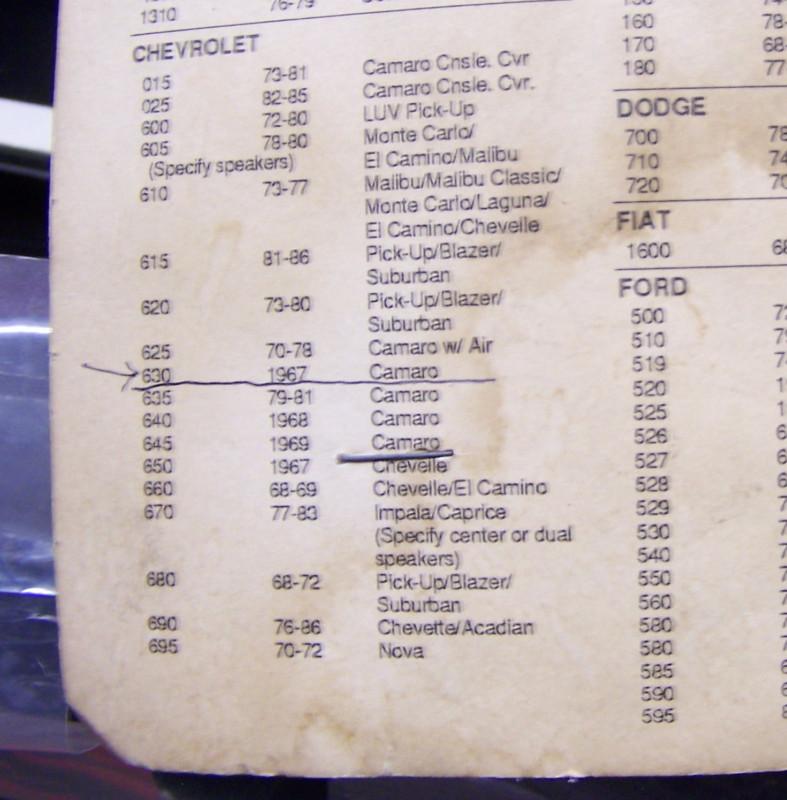 1310 76-79
CHEVROLET
015 73-81 Camaro Cnsle. Cvr
025 82-85 Camaro Cnsle. Cvr.
600 72-80 LUV Pick-Up
605 78-80 Monte Carlo/
(Specify speakers) El Camino/Malibu
610 73-77 Malibu/Malibu Classic/
Monte Carlo/Laguna/
El Camino/Chevelle
615 81-86 Pick-Up/Blazer/
Suburban
620 73-80 Pick-Up/Blazer/
Suburban
625 70-78 Camaro w/ Air
630 1967 Camaro
635 79-81 Camaro
640 1968 Camaro
645 1969 Camaro
650 1967 Chevelle
660 68-69 Chevelle/El Camino
670 77-83 Impala/Caprice
(Specify center or dual
speakers)
680 68-72 Pick-Up/Blazer/
Suburban
690 76-86 Chevette/Acadian
695 70-72 Nova
160 78-
170 68-
180 77
DODGE
700 78
710 74
720 70
FIAT
1600 68
FORD
500
510
519
520
525
526
527
528
529
530
540
550
560
580
580
585
590
595